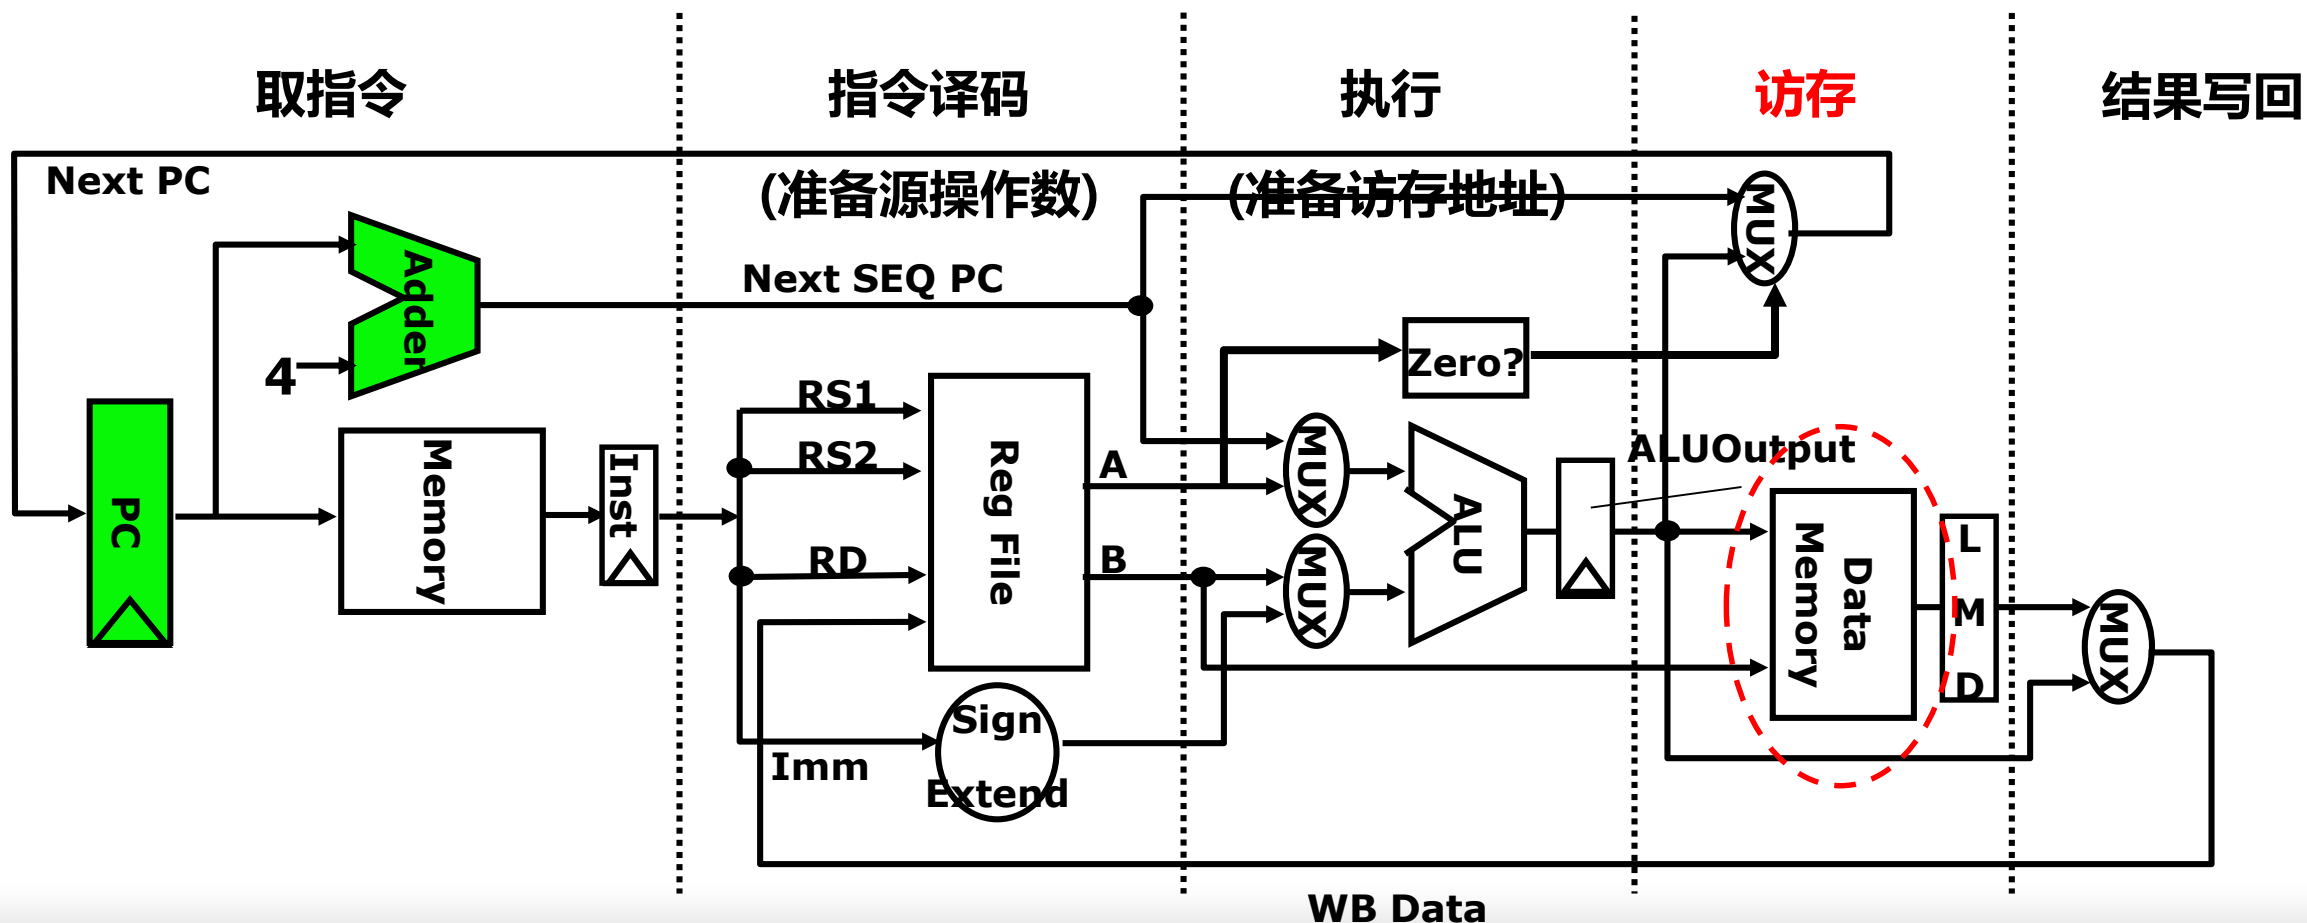 取指令
指令译码
执行
访存
结果写回
Next PC
(准备源操作数)
(准备访存地址)
MUX
Adder
Next SEQ PC
4
Zero?
PC
Memory
Inst
RS1
RS2
RD
Reg File
A
B
MUX
MUX
ALU
ALUOutput
Data
Memory
L
M
D
MUX
Sign
Extend
Imm
WB Data